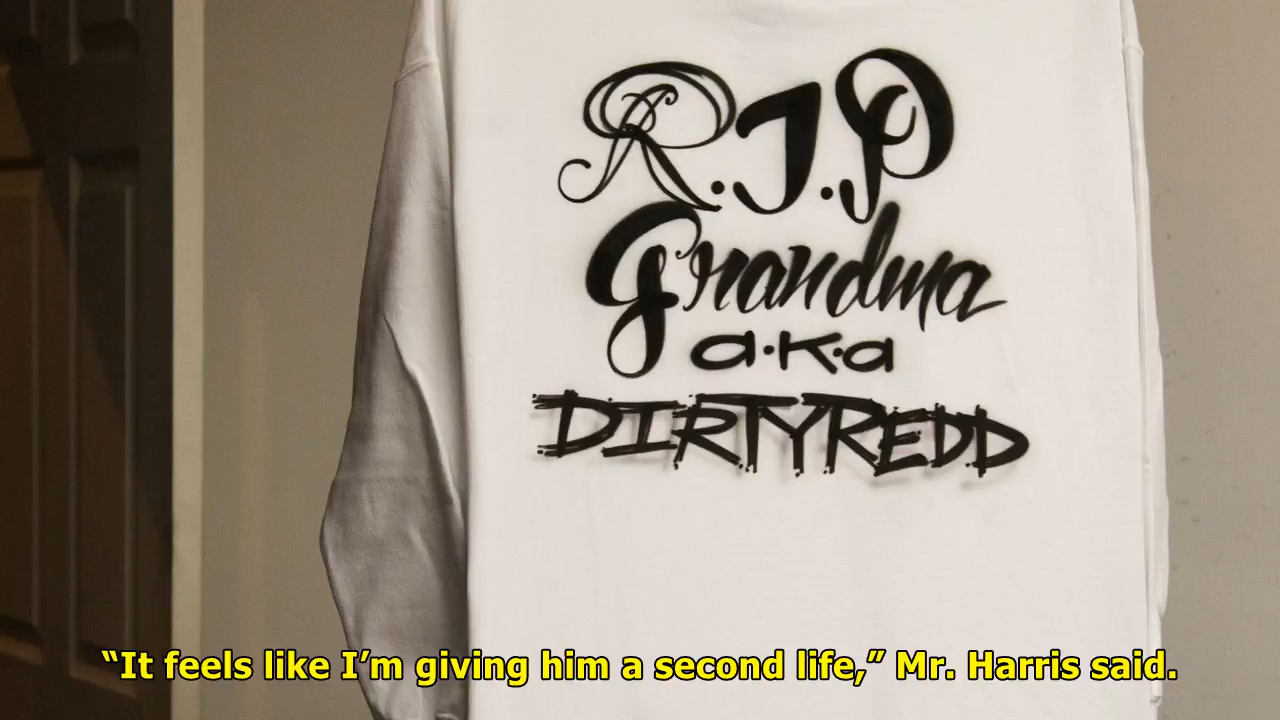 R.I.P
Grandma
a.K.a
DIRTYREDD
“It feels like I’m giving him a second life,” Mr. Harris said.